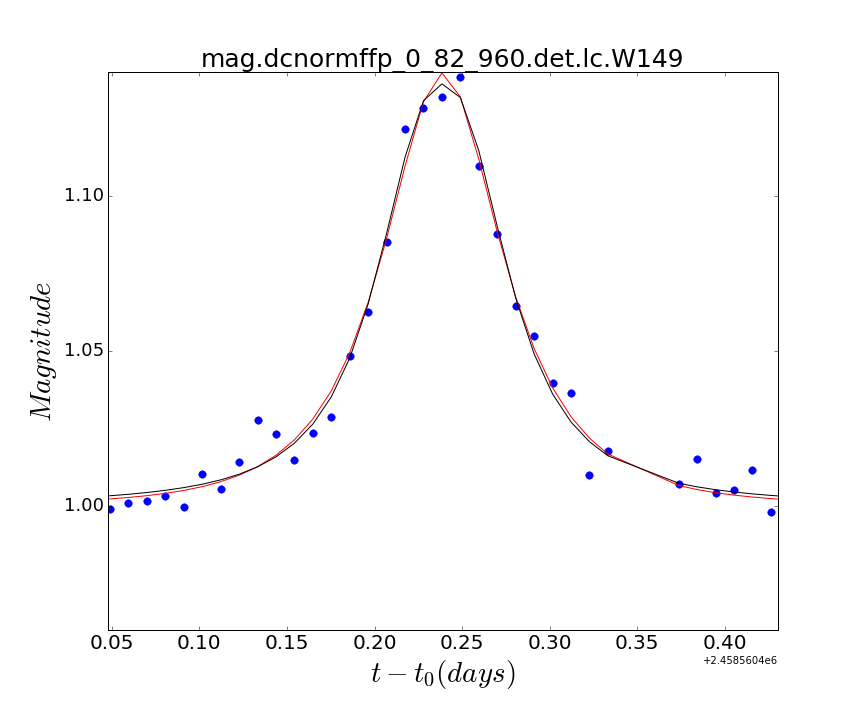 mag.dcnormffp_0_82_960.det.lc.W149
Magnitude
1.10
1.05
1.00
0.05 0.10 0.15 0.20 0.25 0.30 0.35 0.40
+2.4585604e6
t − t₀(days)